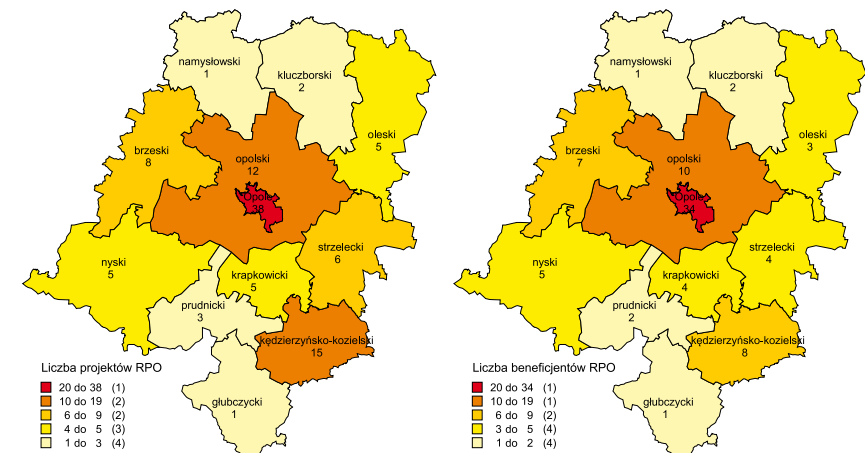 namysłowski
1
kluczborski
2
oleski
5
brzeski
8
opolski
12
Opole
38
strzelecki
6
nyski
5
krapkowicki
5
prudnicki
3
kędzierzyńsko-kozielski
15
głubczycki
1
Liczba projektów RPO
20 do 38 (1)
10 do 19 (2)
6 do 9 (2)
4 do 5 (3)
1 do 3 (4)
namysłowski
1
kluczborski
2
oleski
3
brzeski
7
opolski
10
Opole
34
strzelecki
4
nyski
5
krapkowicki
4
prudnicki
2
kędzierzyńsko-kozielski
8
głubczycki
1
Liczba beneficjentów RPO
20 do 34 (1)
10 do 19 (1)
6 do 9 (2)
3 do 5 (4)
1 do 2 (4)